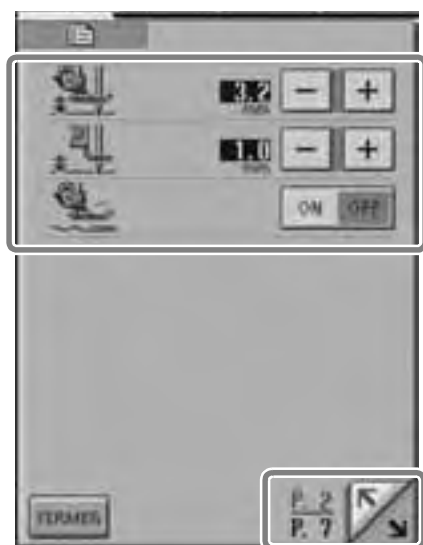 3.2 mm − +
1.0 mm − +
ON OFF
FERMER P. 2
P. 7